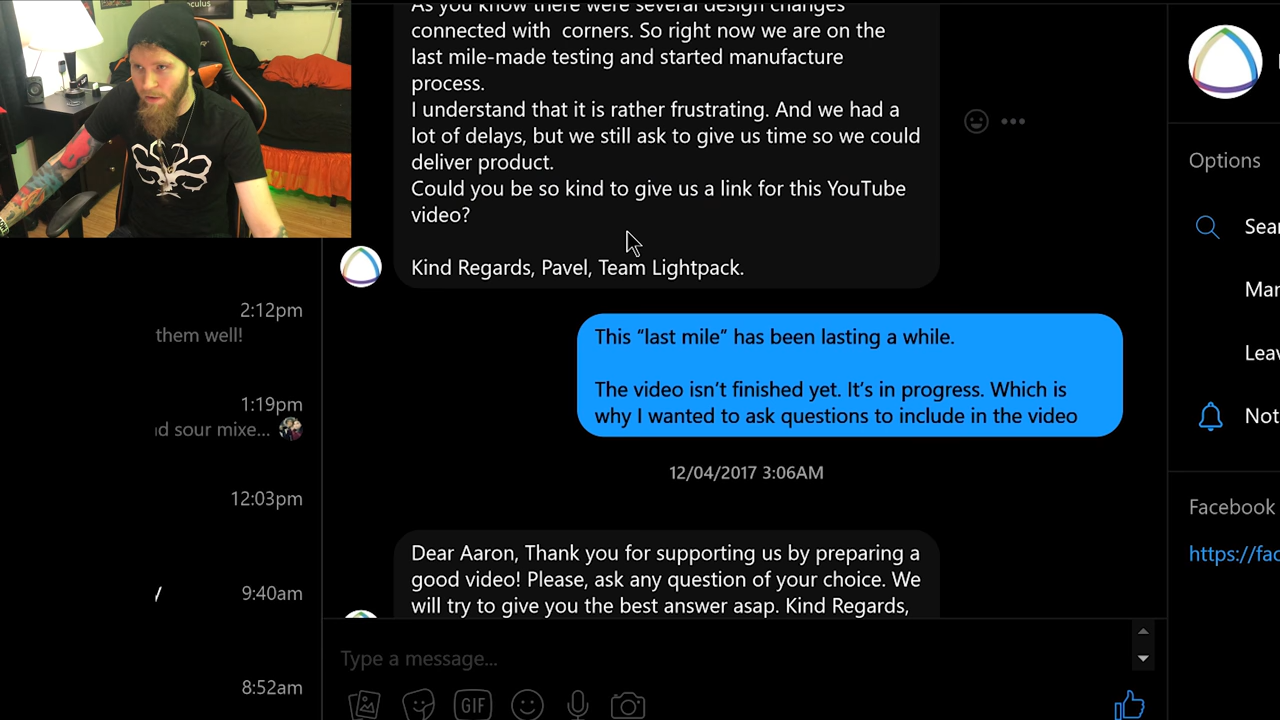 As you know there were several design changes
connected with corners. So right now we are on the
last mile-made testing and started manufacture
process.
I understand that it is rather frustrating. And we had a
lot of delays, but we still ask to give us time so we could
deliver product.
Could you be so kind to give us a link for this YouTube
video?
Kind Regards, Pavel, Team Lightpack.
This “last mile” has been lasting a while.
The video isn’t finished yet. It’s in progress. Which is
why I wanted to ask questions to include in the video
12/04/2017 3:06AM
Dear Aaron, Thank you for supporting us by preparing a
good video! Please, ask any question of your choice. We
will try to give you the best answer asap. Kind Regards,
Type a message...
GIF
2:12pm
them well!
1:19pm
d sour mixe...
12:03pm
/ 9:40am
8:52am
Options
Sear
Man
Leav
Not
Facebook
https://fac